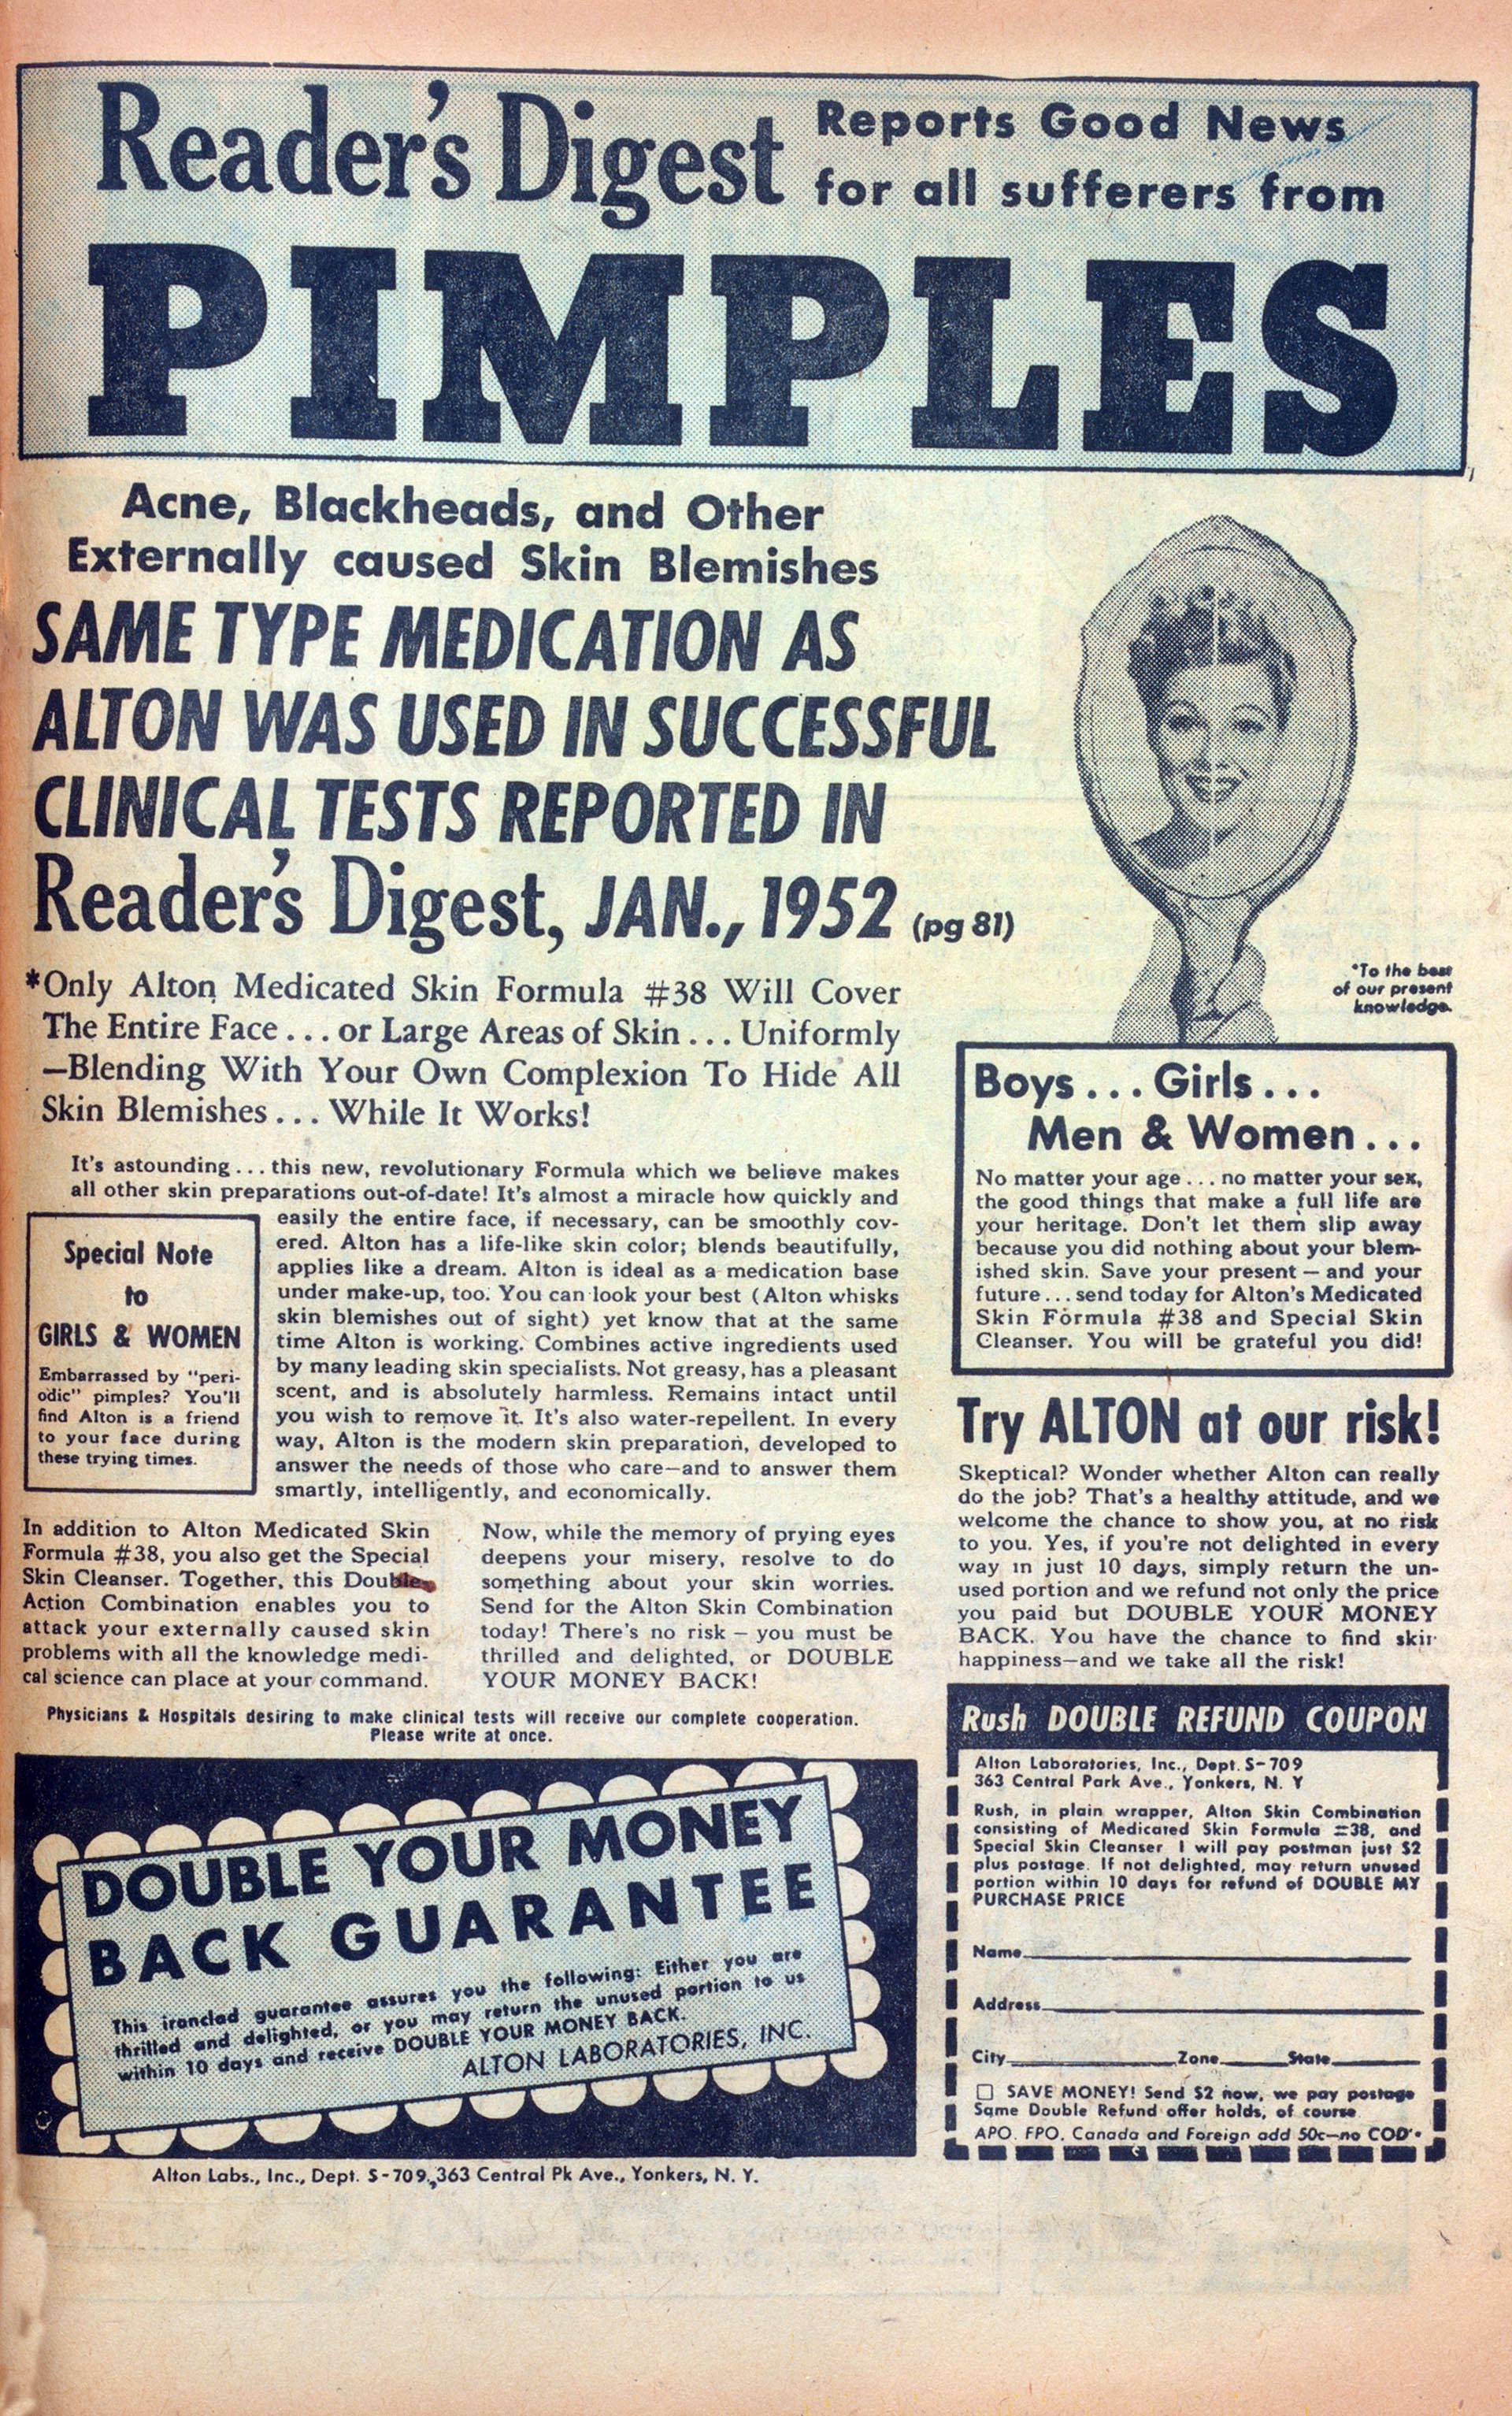 Reader's Digest Reports Good News
for all sufferers from
PIMPLES
Acne, Blackheads, and Other
Externally caused Skin Blemishes
SAME TYPE MEDICATION AS
ALTON WAS USED IN SUCCESSFUL
CLINICAL TESTS REPORTED IN
Reader's Digest, JAN., 1952 (pg 81)
*Only Alton Medicated Skin Formula #38 Will Cover
The Entire Face ... or Large Areas of Skin ... Uniformly
—Blending With Your Own Complexion To Hide All
Skin Blemishes ... While It Works!
It's astounding ... this new, revolutionary Formula which we believe makes
all other skin preparations out-of-date! It's almost a miracle how quickly and
easily the entire face, if necessary, can be smoothly cov-
ered. Alton has a life-like skin color; blends beautifully,
applies like a dream. Alton is ideal as a medication base
under make-up, too. You can look your best (Alton whisks
skin blemishes out of sight) yet know that at the same
time Alton is working. Combines active ingredients used
by many leading skin specialists. Not greasy, has a pleasant
scent, and is absolutely harmless. Remains intact until
you wish to remove it. It's also water-repellent. In every
way, Alton is the modern skin preparation, developed to
answer the needs of those who care—and to answer them
smartly, intelligently, and economically.
Special Note
to
GIRLS & WOMEN
Embarrassed by "peri-
odic" pimples? You'll
find Alton is a friend
to your face during
these trying times.
In addition to Alton Medicated Skin
Formula #38, you also get the Special
Skin Cleanser. Together, this Double
Action Combination enables you to
attack your externally caused skin
problems with all the knowledge medi-
cal science can place at your command.
Now, while the memory of prying eyes
deepens your misery, resolve to do
something about your skin worries.
Send for the Alton Skin Combination
today! There's no risk — you must be
thrilled and delighted, or DOUBLE
YOUR MONEY BACK!
Physicians & Hospitals desiring to make clinical tests will receive our complete cooperation.
Please write at once.
DOUBLE YOUR MONEY
BACK GUARANTEE
This ironclad guarantee assures you the following: Either you are
thrilled and delighted, or you may return the unused portion to us
within 10 days and receive DOUBLE YOUR MONEY BACK.
ALTON LABORATORIES, INC.
Alton Labs., Inc., Dept. S-709, 363 Central Pk Ave., Yonkers, N. Y.
*To the best
of our present
knowledge.
Boys ... Girls ...
Men & Women ...
No matter your age ... no matter your sex,
the good things that make a full life are
your heritage. Don't let them slip away
because you did nothing about your blem-
ished skin. Save your present — and your
future ... send today for Alton's Medicated
Skin Formula #38 and Special Skin
Cleanser. You will be grateful you did!
Try ALTON at our risk!
Skeptical? Wonder whether Alton can really
do the job? That's a healthy attitude, and we
welcome the chance to show you, at no risk
to you. Yes, if you're not delighted in every
way in just 10 days, simply return the un-
used portion and we refund not only the price
you paid but DOUBLE YOUR MONEY
BACK. You have the chance to find skin
happiness—and we take all the risk!
Rush DOUBLE REFUND COUPON
Alton Laboratories, Inc., Dept. S-709
363 Central Park Ave., Yonkers, N. Y
Rush, in plain wrapper, Alton Skin Combination
consisting of Medicated Skin Formula #38, and
Special Skin Cleanser. I will pay postman just $2
plus postage. If not delighted, may return unused
portion within 10 days for refund of DOUBLE MY
PURCHASE PRICE
Name
Address
City Zone State
SAVE MONEY! Send $2 now, we pay postage
Same Double Refund offer holds, of course
APO, FPO, Canada and Foreign add 50c—no COD's